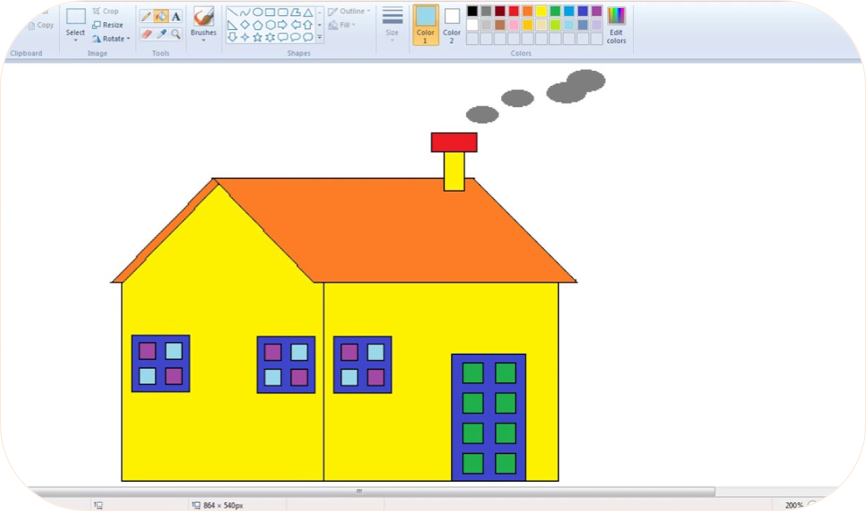 Crop
Copy
Resize
Select
Rotate
Brushes
Outline
Fill
Size
Color 1
Color 2
Edit colors
Clipboard
Image
Tools
A
Shapes
Colors
864 × 540px
200%